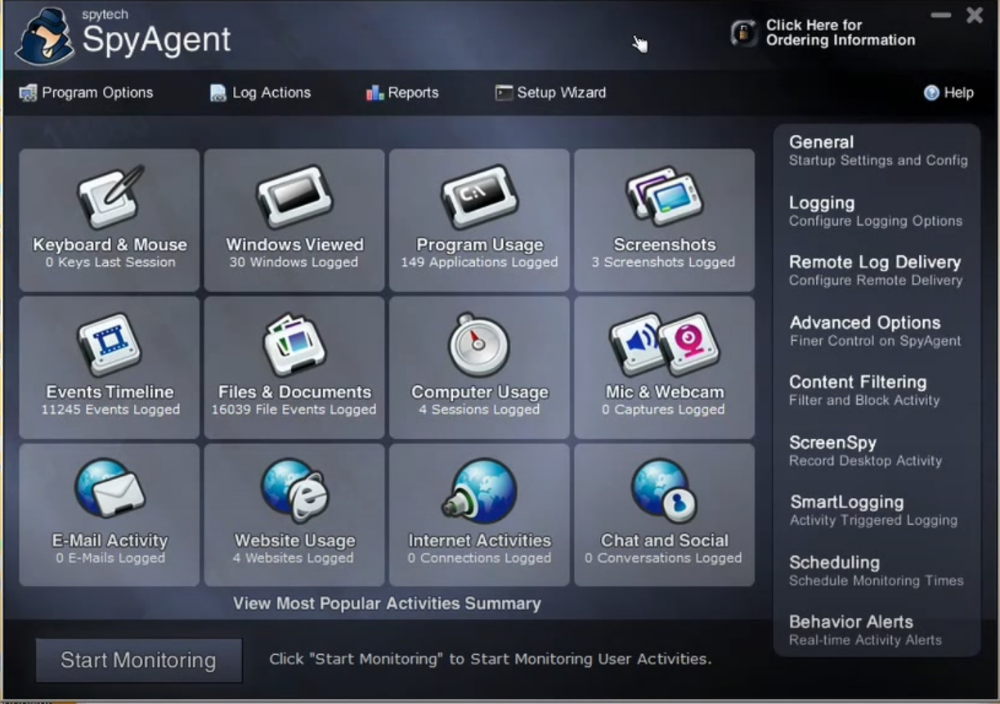 spytech
SpyAgent
Click Here for
Ordering Information
Program Options
Log Actions
Reports
Setup Wizard
Help
Keyboard & Mouse
0 Keys Last Session
Windows Viewed
30 Windows Logged
C:\
Program Usage
149 Applications Logged
Screenshots
3 Screenshots Logged
Events Timeline
11245 Events Logged
Files & Documents
16039 File Events Logged
Computer Usage
4 Sessions Logged
Mic & Webcam
0 Captures Logged
E-Mail Activity
0 E-Mails Logged
Website Usage
4 Websites Logged
Internet Activities
0 Connections Logged
Chat and Social
0 Conversations Logged
View Most Popular Activities Summary
General
Startup Settings and Config
Logging
Configure Logging Options
Remote Log Delivery
Configure Remote Delivery
Advanced Options
Finer Control on SpyAgent
Content Filtering
Filter and Block Activity
ScreenSpy
Record Desktop Activity
SmartLogging
Activity Triggered Logging
Scheduling
Schedule Monitoring Times
Behavior Alerts
Real-time Activity Alerts
Start Monitoring
Click "Start Monitoring" to Start Monitoring User Activities.